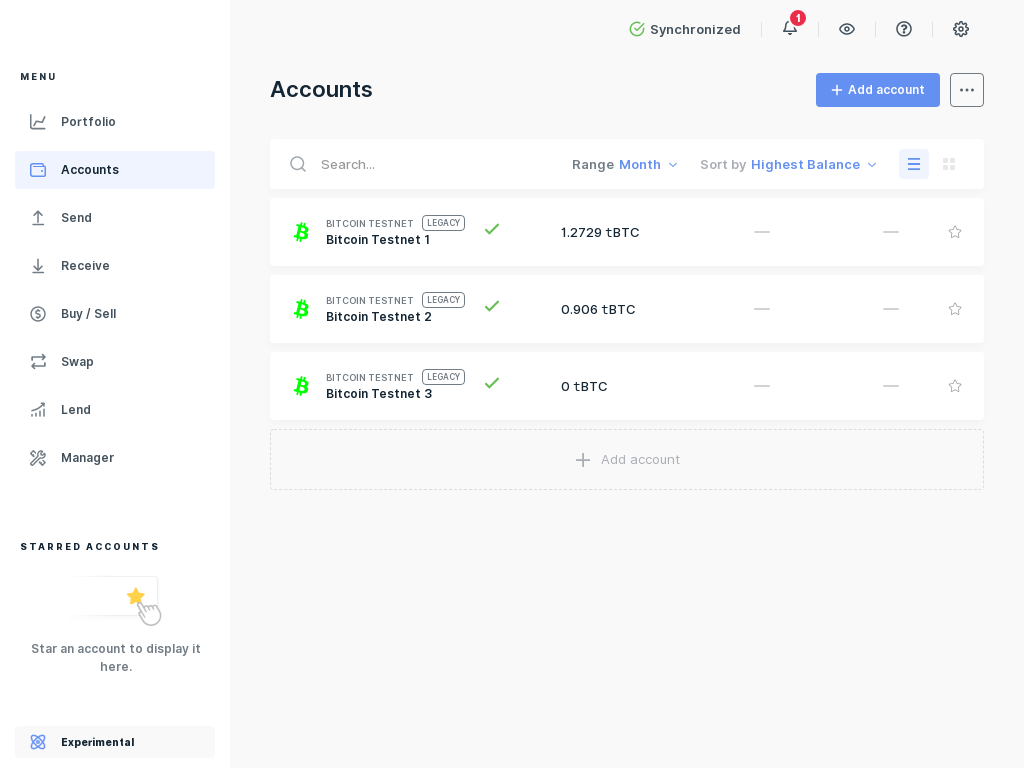 Synchronized
1
MENU
Portfolio
Accounts
Send
Receive
Buy / Sell
Swap
Lend
Manager
STARRED ACCOUNTS
Star an account to display it
here.
Experimental
Accounts
Add account
Search...
Range Month
Sort by Highest Balance
BITCOIN TESTNET LEGACY
Bitcoin Testnet 1
1.2729 tBTC
BITCOIN TESTNET LEGACY
Bitcoin Testnet 2
0.906 tBTC
BITCOIN TESTNET LEGACY
Bitcoin Testnet 3
0 tBTC
Add account